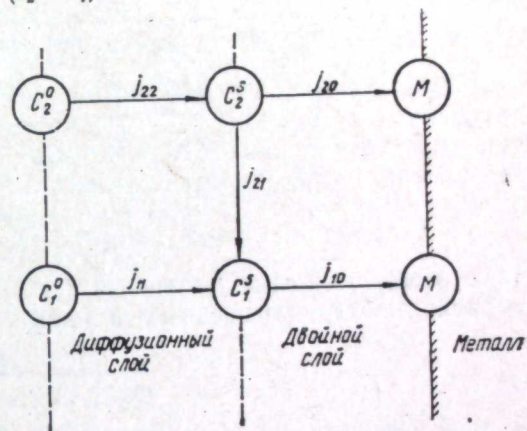 C₂⁰ j₂₂ C₂ˢ j₂₀ M
j₂₁
C₁⁰ j₁₁ C₁ˢ j₁₀ M
Диффузионный слой
Двойной слой
Металл